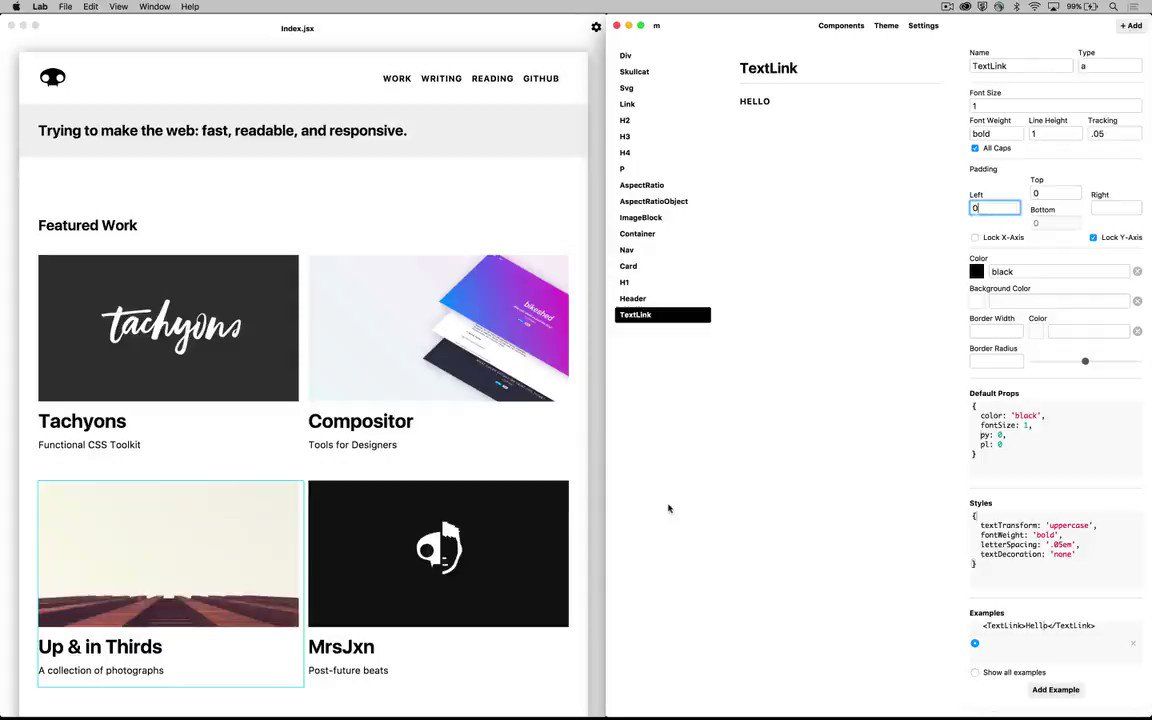 Lab File Edit View Window Help 99%
Index.jsx
WORK WRITING READING GITHUB
Trying to make the web: fast, readable, and responsive.
Featured Work
tachyons
bikeshed
Tachyons
Functional CSS Toolkit
Compositor
Tools for Designers
Up & in Thirds
A collection of photographs
MrsJxn
Post-future beats
m Components Theme Settings + Add
Div
Skullcat
Svg
Link
H2
H3
H4
P
AspectRatio
AspectRatioObject
ImageBlock
Container
Nav
Card
H1
Header
TextLink
TextLink
HELLO
Name Type
TextLink a
Font Size
1
Font Weight Line Height Tracking
bold 1 .05
All Caps
Padding
Top
0
Left Right
0
Bottom
0
Lock X-Axis Lock Y-Axis
Color
black
Background Color
Border Width Color
Border Radius
Default Props
{
color: 'black',
fontSize: 1,
py: 0,
pl: 0
}
Styles
{
textTransform: 'uppercase',
fontWeight: 'bold',
letterSpacing: '.05em',
textDecoration: 'none'
}
Examples
<TextLink>Hello</TextLink>
Show all examples
Add Example